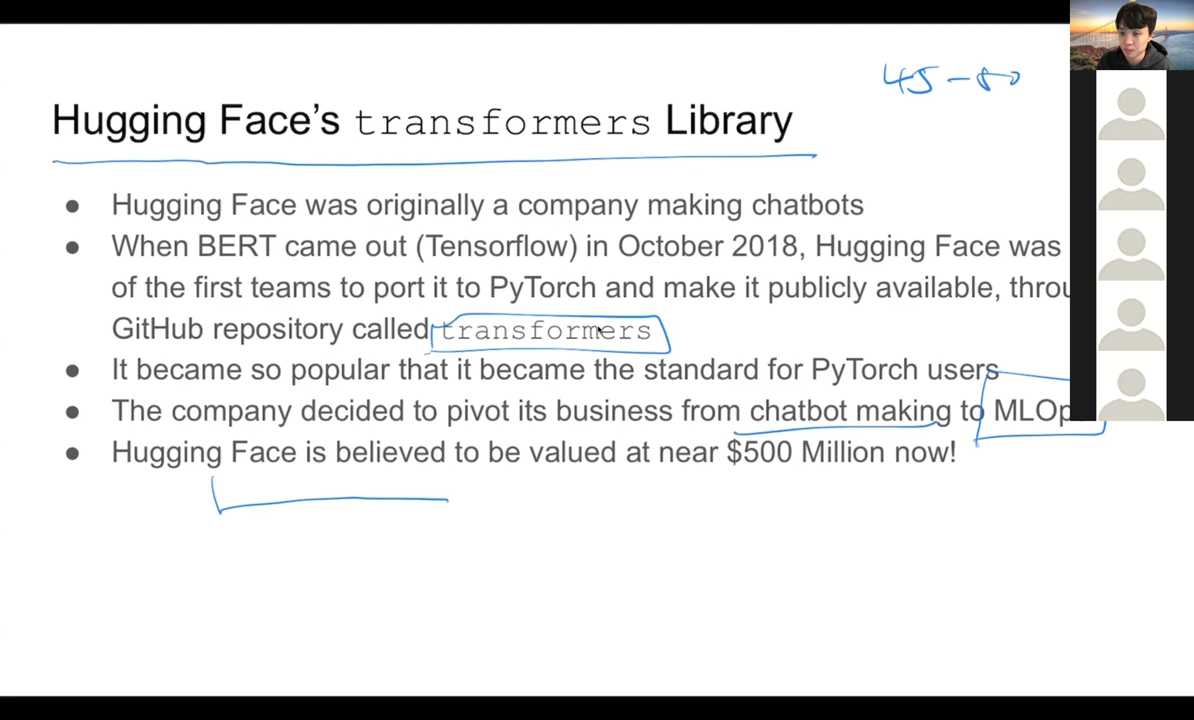 45-80
Hugging Face's transformers Library
● Hugging Face was originally a company making chatbots
● When BERT came out (Tensorflow) in October 2018, Hugging Face was
of the first teams to port it to PyTorch and make it publicly available, throu
GitHub repository called transformers
● It became so popular that it became the standard for PyTorch users
● The company decided to pivot its business from chatbot making to MLOp
● Hugging Face is believed to be valued at near $500 Million now!